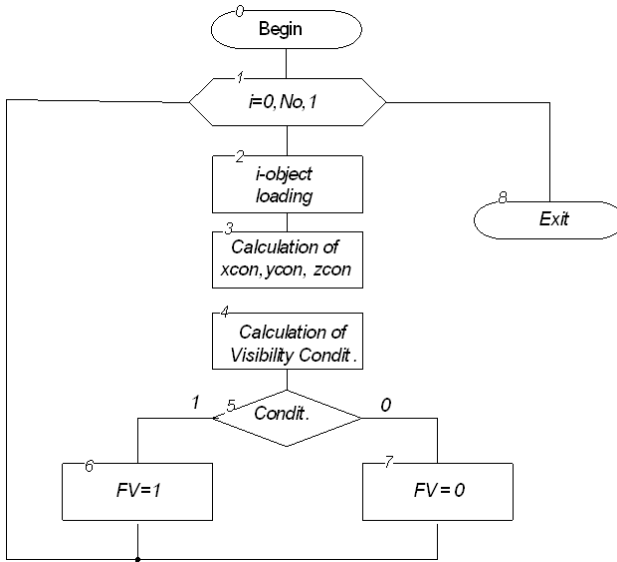 0
Begin
1
i=0, No, 1
2
i-object
loading
8
Exit
3
Calculation of
xcon, ycon, zcon
4
Calculation of
Visibility Condit.
1
5
Condit.
0
6
FV=1
7
FV = 0